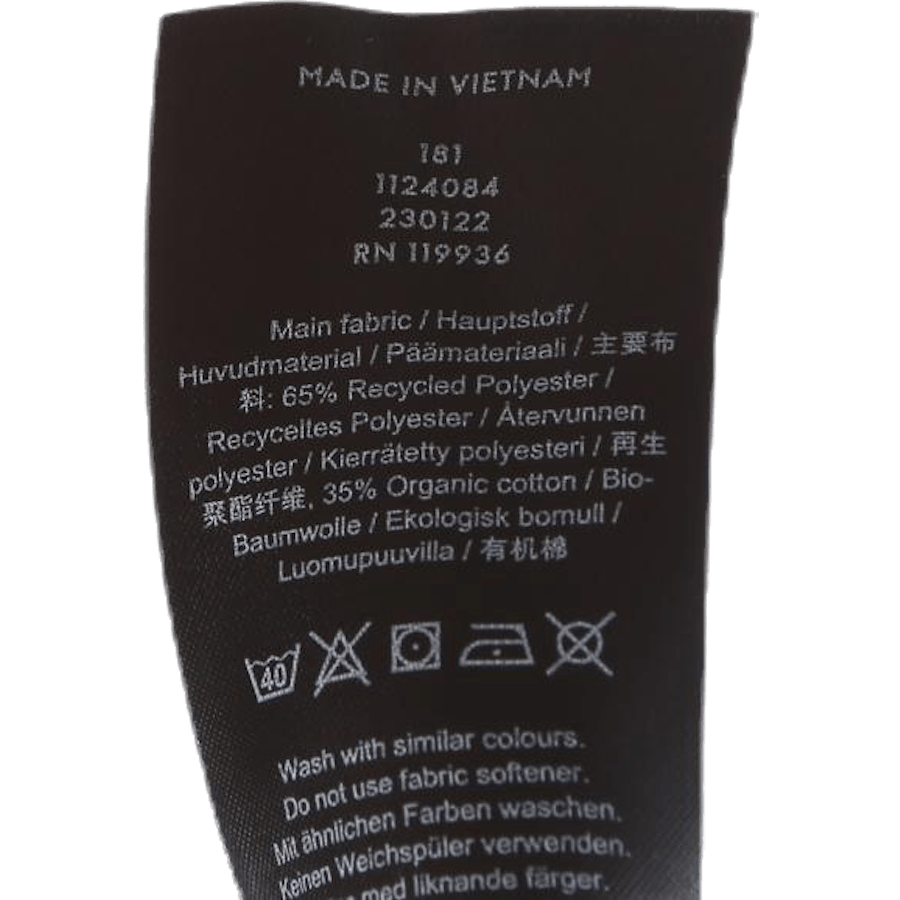 MADE IN VIETNAM
181
1124084
230122
RN 119936
Main fabric / Hauptstoff /
Huvudmaterial / Päämateriaali / 主要布
料: 65% Recycled Polyester /
Recyceltes Polyester / Återvunnen
polyester / Kierrätetty polyesteri / 再生
聚酯纤维, 35% Organic cotton / Bio-
Baumwolle / Ekologisk bomull /
Luomupuuvilla / 有机棉
40
Wash with similar colours.
Do not use fabric softener.
Mit ähnlichen Farben waschen.
Keinen Weichspüler verwenden.
med liknande färger.